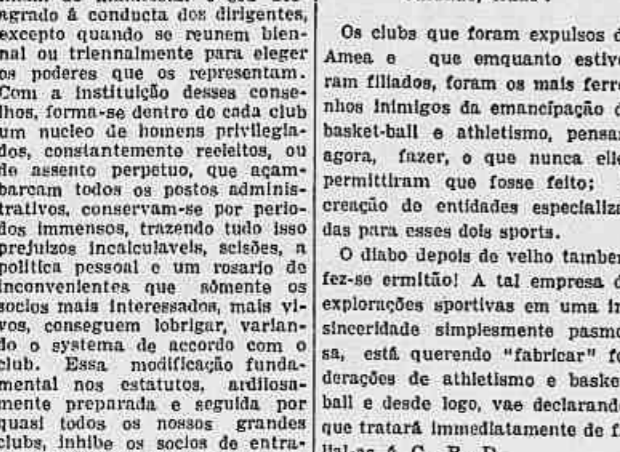 agrado á conducta dos dirigentes,
excepto quando se reunem bien-
nal ou triennalmente para eleger
os poderes que os representam.
Com a instituição desses conse-
lhos, forma-se dentro de cada club
um nucleo de homens privilegia-
dos, constantemente reeleitos, ou
de assento perpetuo, que açam-
barcam todos os postos adminis-
trativos, conservam-se por perio-
dos immensos, trazendo tudo isso
prejuizos incalculaveis, scisões, a
politica pessoal e um rosario de
inconvenientes que sómente os
socios mais interessados, mais vi-
vos, conseguem lobrigar, varian-
do o systema de accordo com o
club. Essa modificação funda-
mental nos estatutos, ardilosa-
mente preparada e seguida por
quasi todos os nossos grandes
clubs, inhibe os socios de entra-
Os clubs que foram expulsos d
Amea e que emquanto estive
ram filiados, foram os mais ferre
nhos inimigos da emancipação d
basket-ball e athletismo, pensam
agora, fazer, o que nunca elle
permittiram que fosse feito;
creação de entidades especializa
das para esses dois sports.
O diabo depois de velho tambem
fez-se ermitão! A tal empresa d
explorações sportivas em uma in
sinceridade simplesmente pasmo
sa, está querendo "fabricar" fe
derações de athletismo e basket
ball e desde logo, vae declarando
que tratará immediatamente de fi
lial-as á C. B. D.